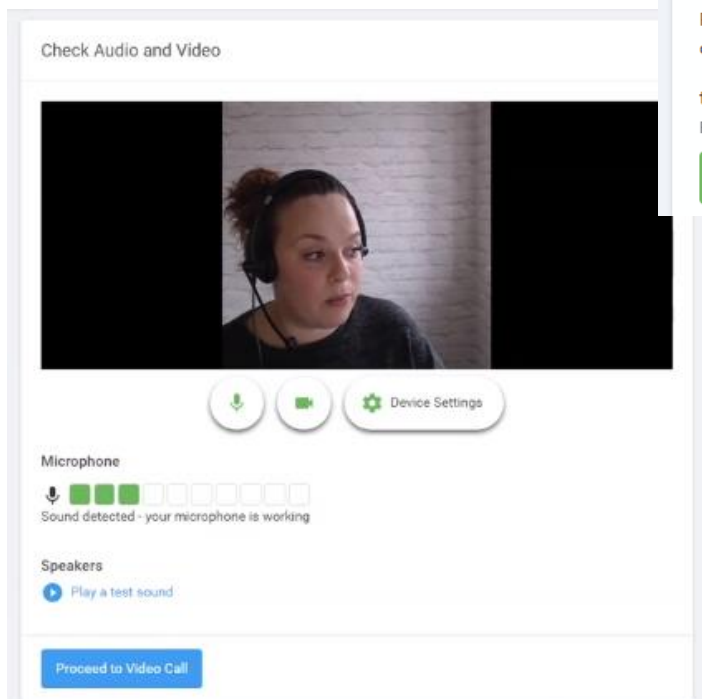 Check Audio and Video
Device Settings
Microphone
Sound detected - your microphone is working
Speakers
Play a test sound
Proceed to Video Call